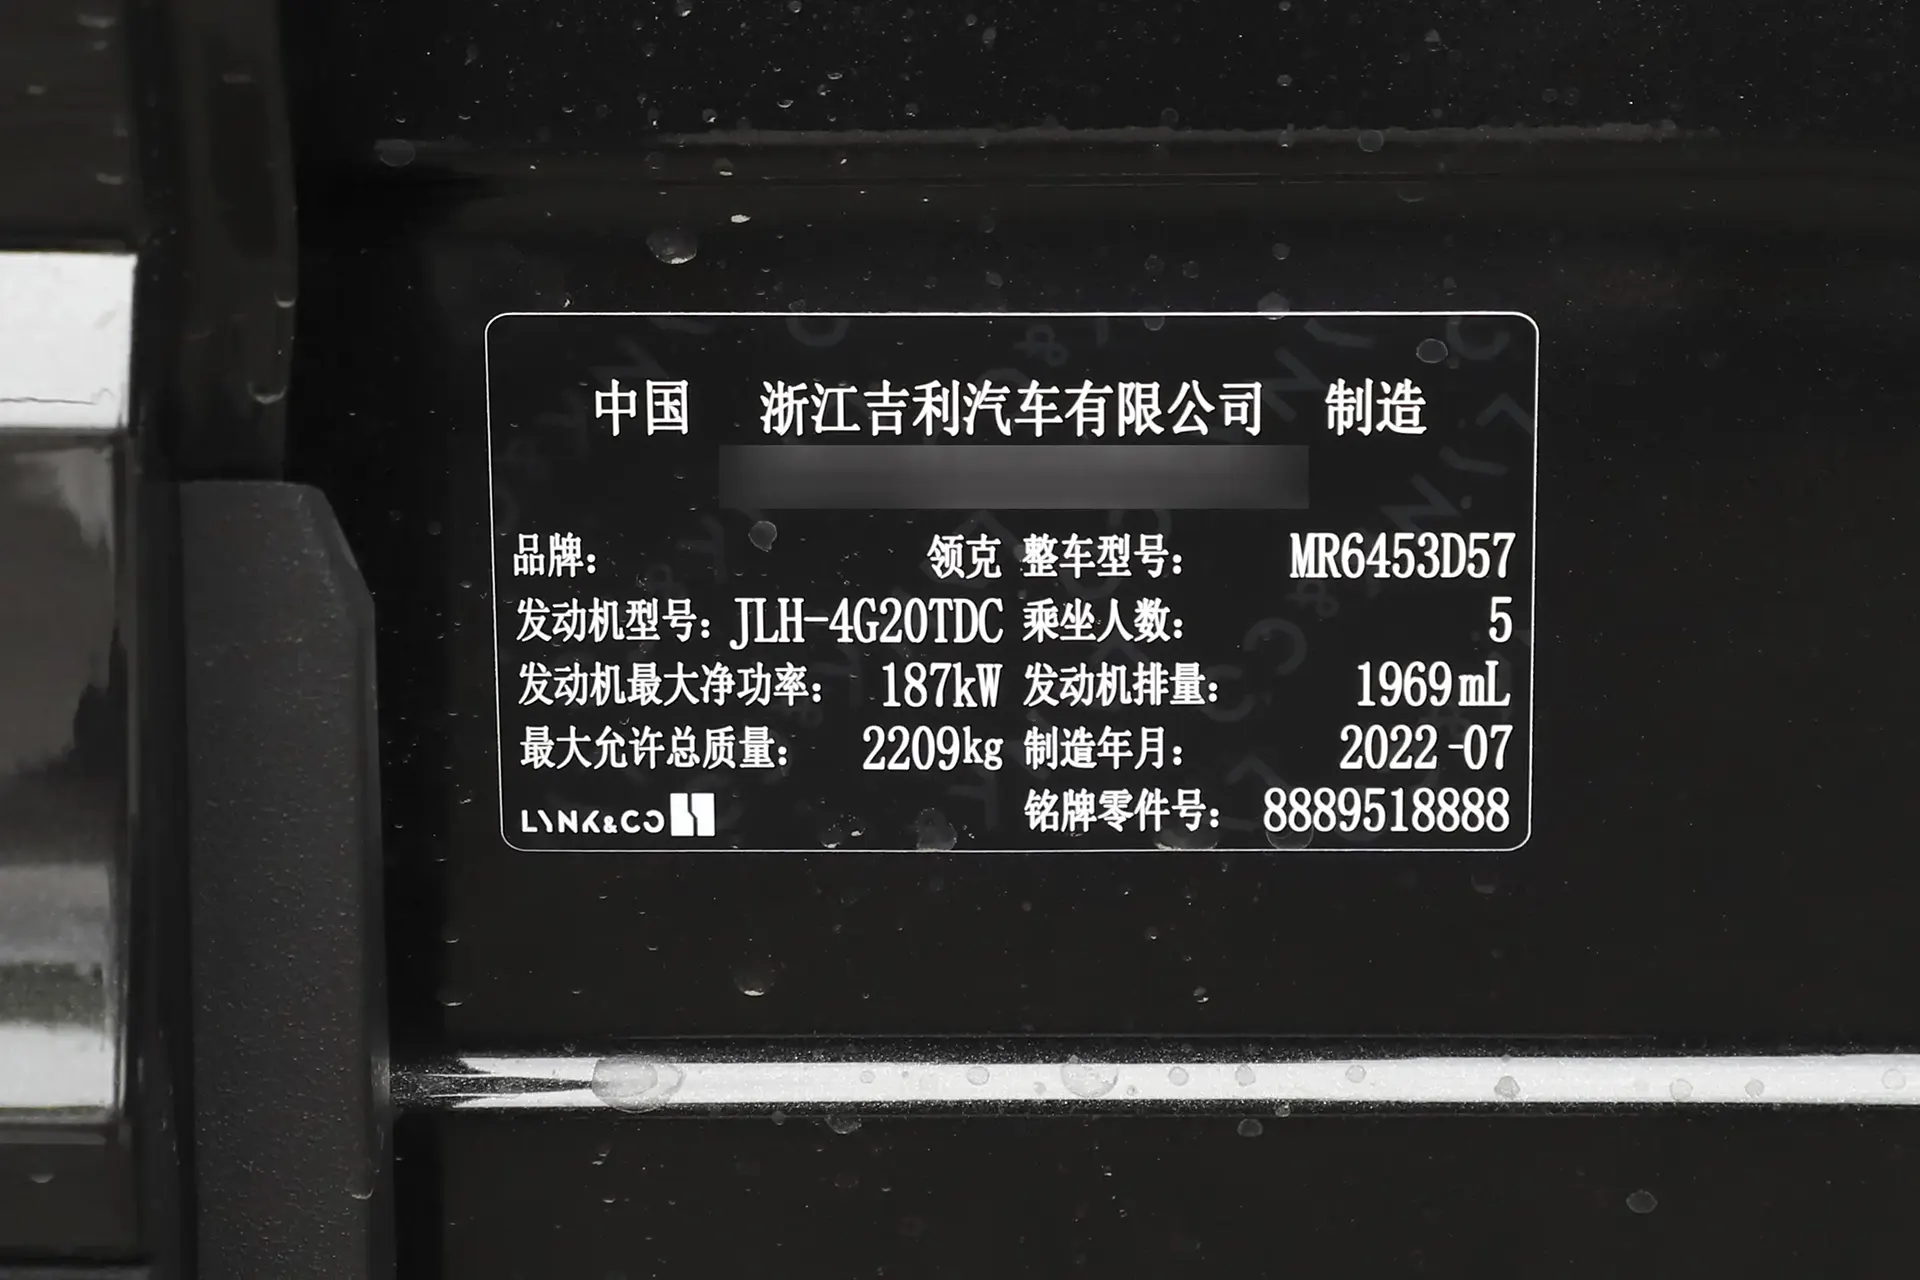 中国 浙江吉利汽车有限公司 制造
品牌: 领克 整车型号: MR6453D57
发动机型号: JLH-4G20TDC 乘坐人数: 5
发动机最大净功率: 187kW 发动机排量: 1969mL
最大允许总质量: 2209kg 制造年月: 2022-07
LYNK&CO 铭牌零件号: 8889518888